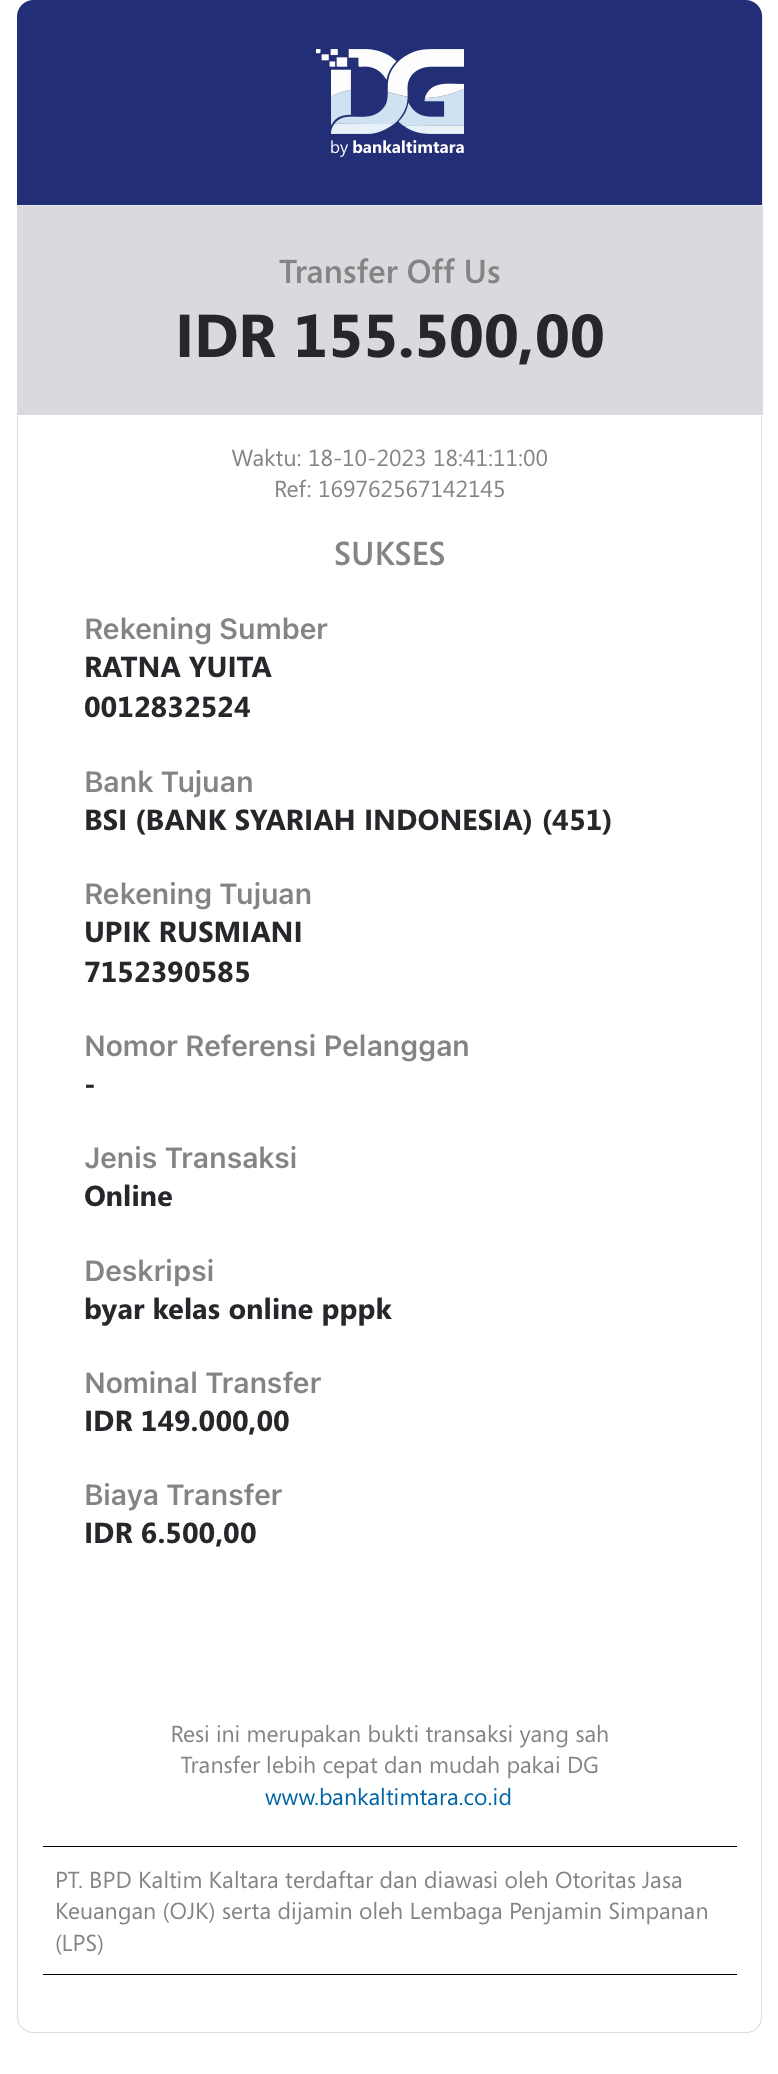 DG
by bankaltimtara
Transfer Off Us
IDR 155.500,00
Waktu: 18-10-2023 18:41:11:00
Ref: 169762567142145
SUKSES
Rekening Sumber
RATNA YUITA
0012832524
Bank Tujuan
BSI (BANK SYARIAH INDONESIA) (451)
Rekening Tujuan
UPIK RUSMIANI
7152390585
Nomor Referensi Pelanggan
-
Jenis Transaksi
Online
Deskripsi
byar kelas online pppk
Nominal Transfer
IDR 149.000,00
Biaya Transfer
IDR 6.500,00
Resi ini merupakan bukti transaksi yang sah
Transfer lebih cepat dan mudah pakai DG
www.bankaltimtara.co.id
PT. BPD Kaltim Kaltara terdaftar dan diawasi oleh Otoritas Jasa
Keuangan (OJK) serta dijamin oleh Lembaga Penjamin Simpanan
(LPS)